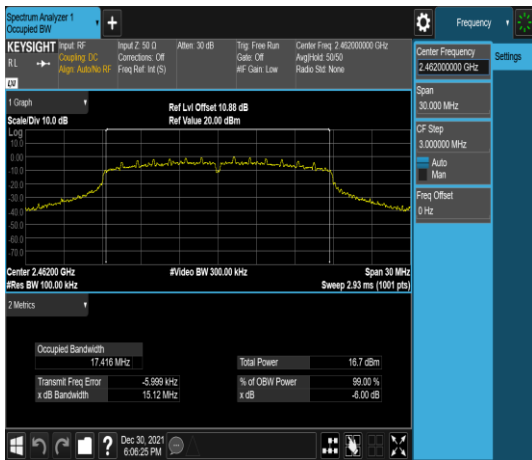 Spectrum Analyzer 1
Occupied BW
Frequency
KEYSIGHT
RL
Input: RF
Coupling: DC
Align: Auto/No RF
Input Z: 50 Ω
Corrections: Off
Freq Ref: Int (S)
Atten: 30 dB
Trig: Free Run
Gate: Off
#IF Gain: Low
Center Freq: 2.462000000 GHz
Avg|Hold: 50/50
Radio Std: None
Center Frequency
2.462000000 GHz
Settings
Span
30.000 MHz
CF Step
3.000000 MHz
Auto
Man
Freq Offset
0 Hz
1 Graph
Scale/Div 10.0 dB
Ref Lvl Offset 10.88 dB
Ref Value 20.00 dBm
Log
10.0
0.00
-10.0
-20.0
-30.0
-40.0
-50.0
-60.0
-70.0
Center 2.46200 GHz
#Res BW 100.00 kHz
#Video BW 300.00 kHz
Span 30 MHz
Sweep 2.93 ms (1001 pts)
2 Metrics
Occupied Bandwidth
17.416 MHz
Total Power 16.7 dBm
Transmit Freq Error -5.999 kHz
% of OBW Power 99.00 %
x dB Bandwidth 15.12 MHz
x dB -6.00 dB
?
Dec 30, 2021
6:06:25 PM